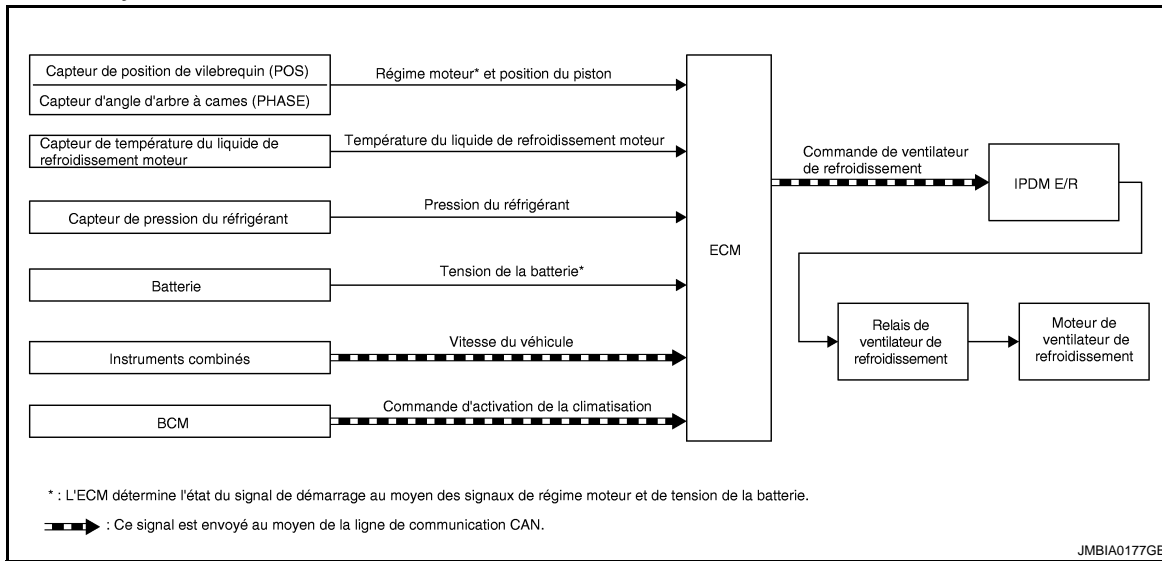 Capteur de position de vilebrequin (POS)
Capteur d'angle d'arbre à cames (PHASE)
Régime moteur* et position du piston
Capteur de température du liquide de
refroidissement moteur
Température du liquide de refroidissement moteur
Capteur de pression du réfrigérant
Pression du réfrigérant
Batterie
Tension de la batterie*
Instruments combinés
Vitesse du véhicule
BCM
Commande d'activation de la climatisation
ECM
Commande de ventilateur
de refroidissement
IPDM E/R
Relais de
ventilateur de
refroidissement
Moteur de
ventilateur de
refroidissement
* : L'ECM détermine l'état du signal de démarrage au moyen des signaux de régime moteur et de tension de la batterie.
: Ce signal est envoyé au moyen de la ligne de communication CAN.
JMBIA0177GB